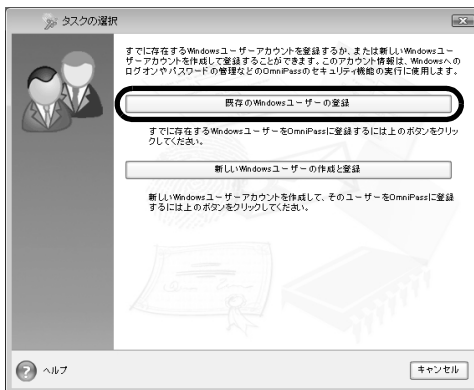 タスクの選択
すでに存在するWindowsユーザーアカウントを登録するか、または新しいWindowsユー
ザーアカウントを作成して登録することができます。このアカウント情報は、Windowsへの
ログオンやパスワードの管理などのOmniPassのセキュリティ機能の実行に使用します。
既存のWindowsユーザーの登録
すでに存在するWindowsユーザーをOmniPassに登録するには上のボタンをクリッ
クしてください。
新しいWindowsユーザーの作成と登録
新しいWindowsユーザーアカウントを作成して、そのユーザーをOmniPassに登録
するには上のボタンをクリックしてください。
ヘルプ
キャンセル